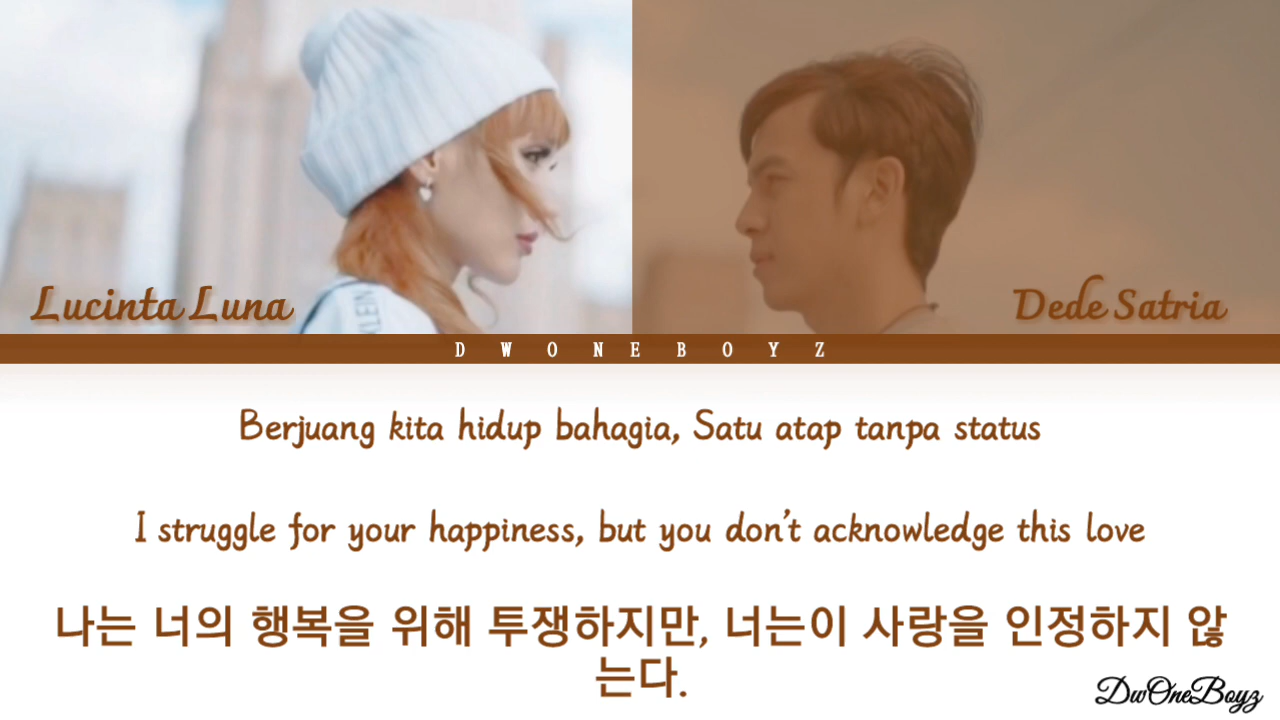 Lucinta Luna
Dede Satria
KLEIN
DWONEBOYZ
Berjuang kita hidup bahagia, Satu atap tanpa status
I struggle for your happiness, but you don't acknowledge this love
나는 너의 행복을 위해 투쟁하지만, 너는이 사랑을 인정하지 않
는다.
DwOneBoyz